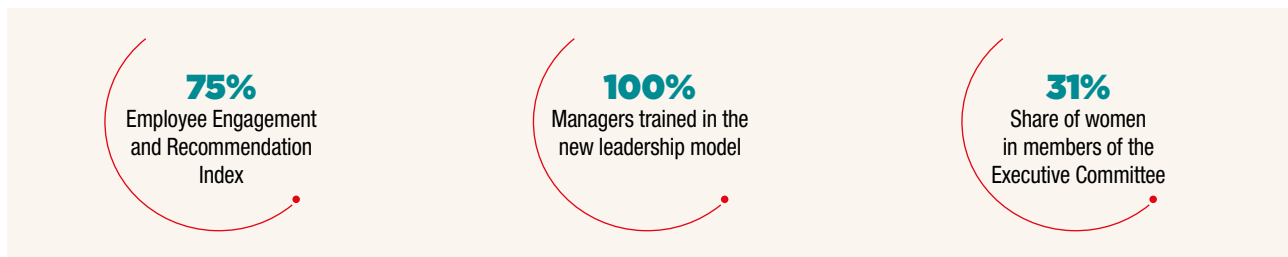 75%
Employee Engagement
and Recommendation
Index
100%
Managers trained in the
new leadership model
31%
Share of women
in members of the
Executive Committee